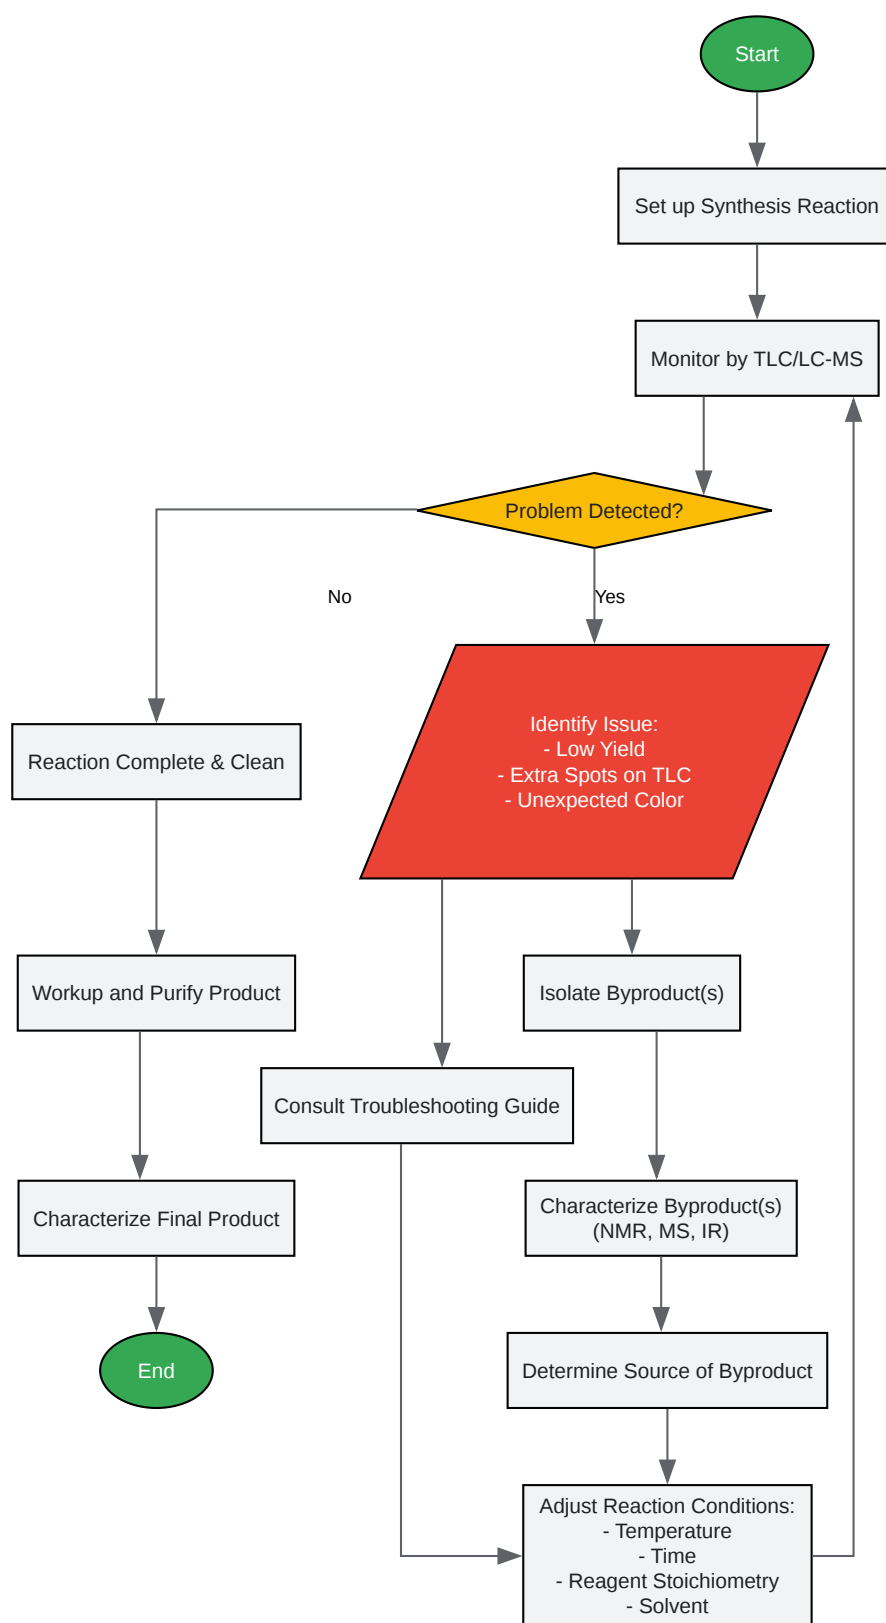 Start
Set up Synthesis Reaction
Monitor by TLC/LC-MS
Problem Detected?
No
Yes
Identify Issue:
- Low Yield
- Extra Spots on TLC
- Unexpected Color
Reaction Complete & Clean
Workup and Purify Product
Isolate Byproduct(s)
Consult Troubleshooting Guide
Characterize Final Product
Characterize Byproduct(s)
(NMR, MS, IR)
End
Determine Source of Byproduct
Adjust Reaction Conditions:
- Temperature
- Time
- Reagent Stoichiometry
- Solvent